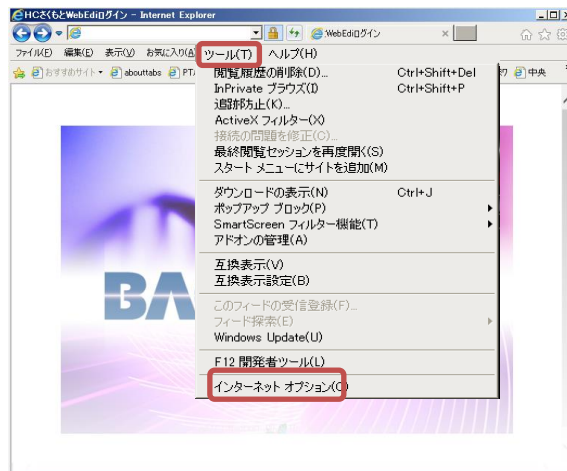 HCさくもとWebEdiログイン - Internet Explorer
WebEdiログイン
ファイル(F) 編集(E) 表示(V) お気に入り(A) ツール(T) ヘルプ(H)
おすすめサイト abouttabs 中央
閲覧履歴の削除(D)... Ctrl+Shift+Del
InPrivate ブラウズ(I) Ctrl+Shift+P
追跡防止(K)...
ActiveX フィルター(X)
接続の問題を修正(C)...
最終閲覧セッションを再度開く(S)
スタート メニューにサイトを追加(M)
ダウンロードの表示(N) Ctrl+J
ポップアップ ブロック(P)
SmartScreen フィルター機能(T)
アドオンの管理(A)
互換表示(V)
互換表示設定(B)
このフィードの受信登録(F)...
フィード探索(E)
Windows Update(U)
F12 開発者ツール(L)
インターネット オプション(O)
BA